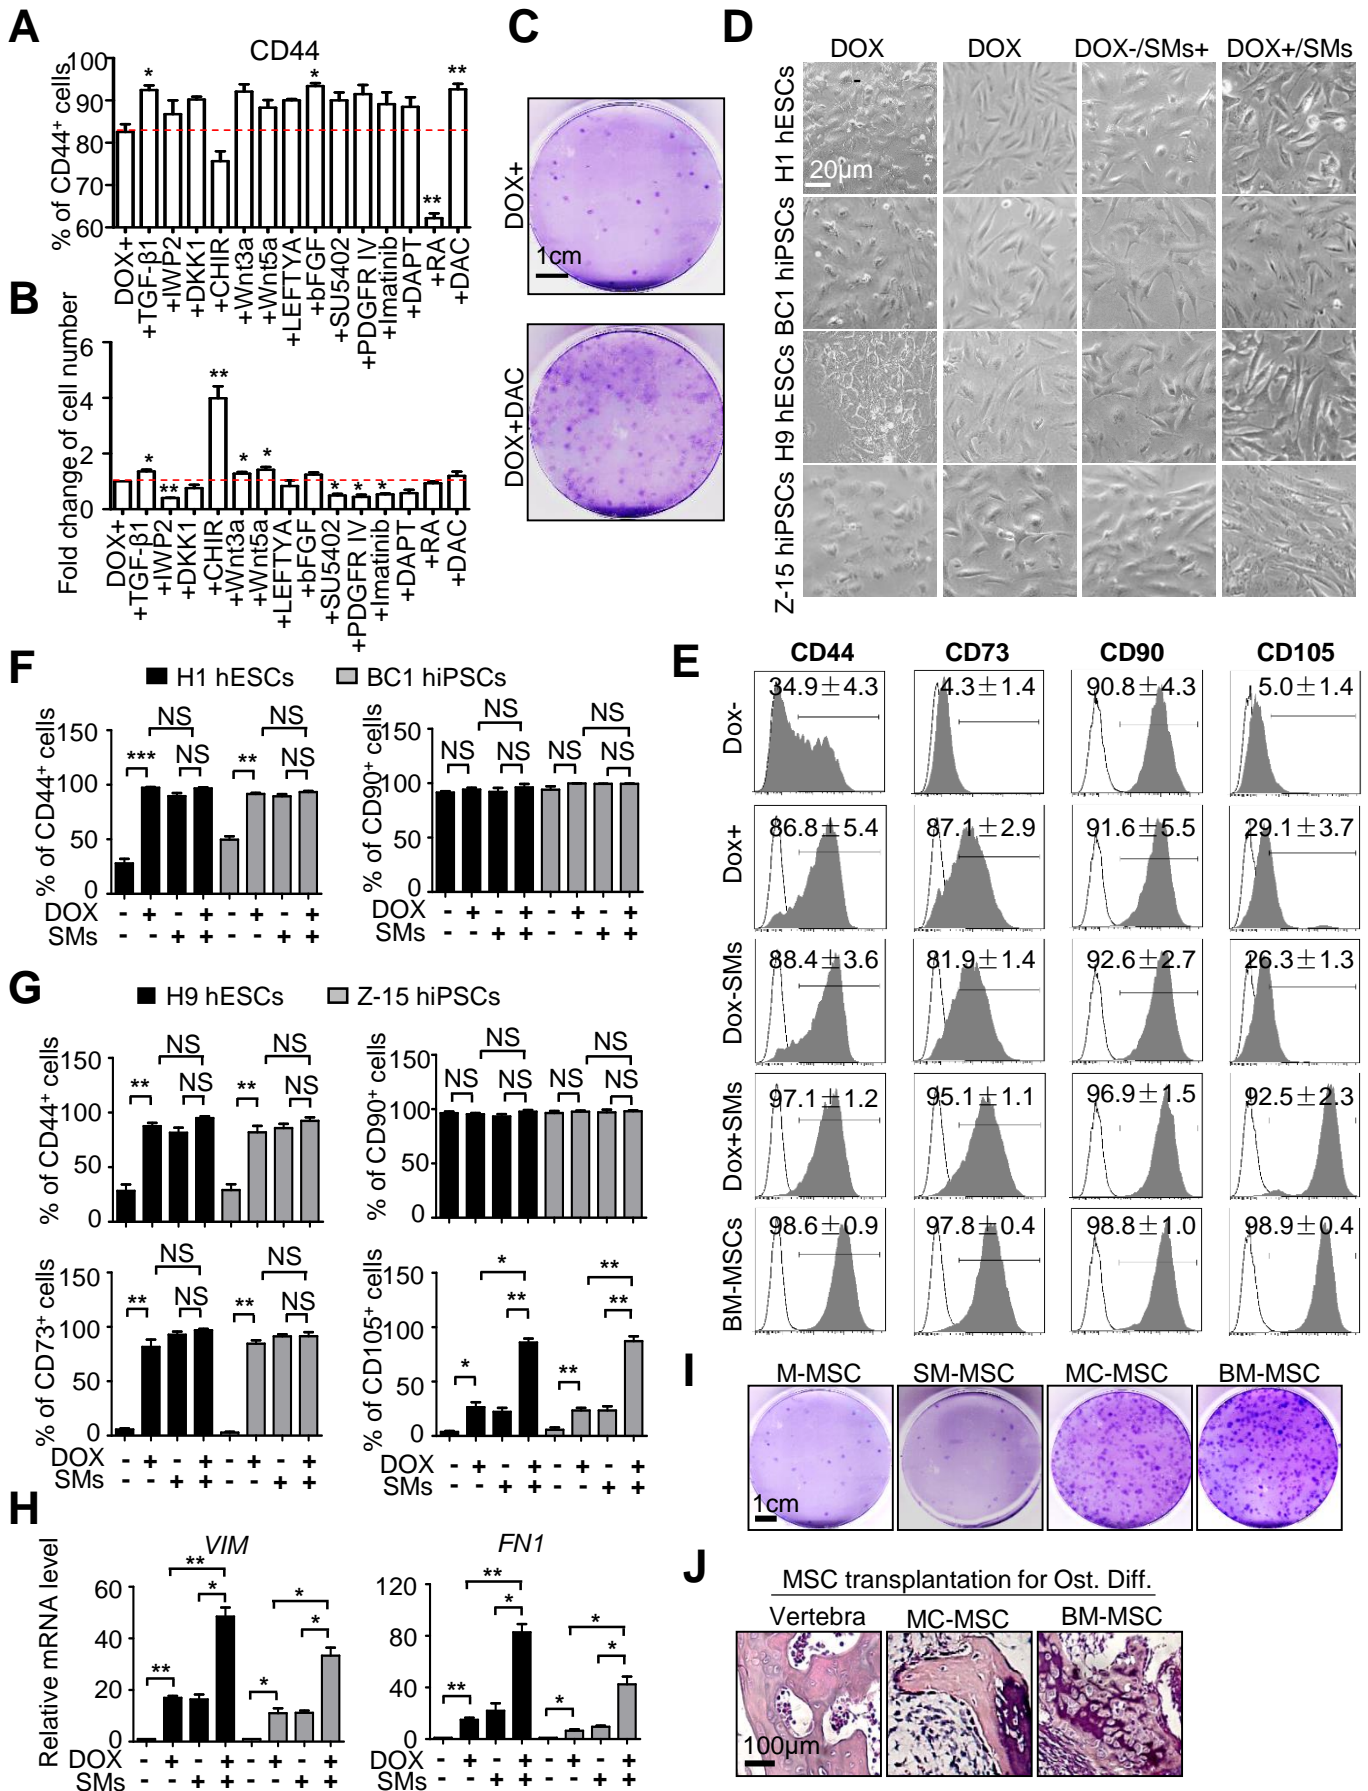 A
CD44
% of CD44+ cells
100
90
80
70
60
*
*
**
**
DOX+
+TGF-β1
+IWP2
+DKK1
+CHIR
+Wnt3a
+Wnt5a
+LEFTYA
+bFGF
+SU5402
+PDGFR IV
+Imatinib
+DAPT
+RA
+DAC
B
Fold change of cell number
6
4
2
0
*
**
**
*
*
*
*
*
DOX+
+TGF-β1
+IWP2
+DKK1
+CHIR
+Wnt3a
+Wnt5a
+LEFTYA
+bFGF
+SU5402
+PDGFR IV
+Imatinib
+DAPT
+RA
+DAC
C
DOX+
1cm
DOX+DAC
D
DOX DOX DOX-/SMs+ DOX+/SMs
H1 hESCs
20μm
BC1 hiPSCs
H9 hESCs
Z-15 hiPSCs
E
CD44 CD73 CD90 CD105
Dox-
34.9±4.3 4.3±1.4 90.8±4.3 5.0±1.4
Dox+
86.8±5.4 87.1±2.9 91.6±5.5 29.1±3.7
Dox-SMs
88.4±3.6 81.9±1.4 92.6±2.7 26.3±1.3
Dox+SMs
97.1±1.2 95.1±1.1 96.9±1.5 92.5±2.3
BM-MSCs
98.6±0.9 97.8±0.4 98.8±1.0 98.9±0.4
F
H1 hESCs BC1 hiPSCs
% of CD44+ cells
150
100
50
0
NS NS
*** NS ** NS
DOX - + - + - + - +
SMs - - + + - - + +
% of CD90+ cells
150
100
50
0
NS NS
NS NS NS NS
DOX - + - + - + - +
SMs - - + + - - + +
G
H9 hESCs Z-15 hiPSCs
% of CD44+ cells
150
100
50
0
NS NS
** NS ** NS
% of CD90+ cells
150
100
50
0
NS NS
NS NS NS NS
% of CD73+ cells
150
100
50
0
NS NS
** NS ** NS
DOX - + - + - + - +
SMs - - + + - - + +
% of CD105+ cells
150
100
50
0
* **
* ** ** **
DOX - + - + - + - +
SMs - - + + - - + +
H
Relative mRNA level
VIM
60
40
20
0
** *
** * * *
DOX - + - + - + - +
SMs - - + + - - + +
FN1
120
80
40
0
** *
** * * *
DOX - + - + - + - +
SMs - - + + - - + +
I
M-MSC SM-MSC MC-MSC BM-MSC
1cm
J
MSC transplantation for Ost. Diff.
Vertebra MC-MSC BM-MSC
100μm